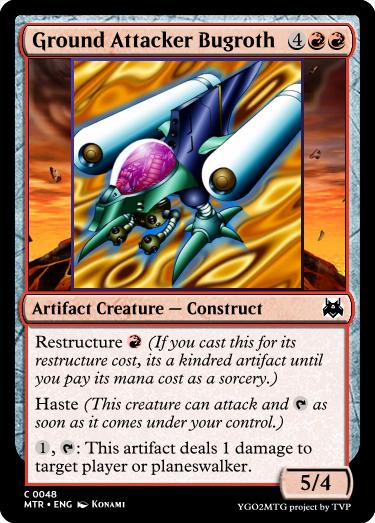 Ground Attacker Bugroth 4
Artifact Creature — Construct
Restructure (If you cast this for its
restructure cost, its a kindred artifact until
you pay its mana cost as a sorcery.)
Haste (This creature can attack and as
soon as it comes under your control.)
1, : This artifact deals 1 damage to
target player or planeswalker.
5/4
C 0048
MTR • ENG Konami
YGO2MTG project by TVP